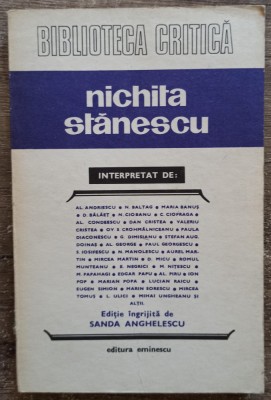 BIBLIOTECA CRITICĂ
nichita
stănescu
INTERPRETAT DE:
AL. ANDRIESCU • N. BALTAG • MARIA BANUȘ
• D. BĂLĂEȚ • N. CIOBANU • C. CIOPRAGA •
AL. CONDEESCU • DAN CRISTEA • VALERIU
CRISTEA • OV. S. CROHMĂLNICEANU • PAULA
DIACONESCU • G. DIMISIANU • ȘTEFAN AUG.
DOINAȘ • AL. GEORGE • PAUL GEORGESCU •
E. IOSIFESCU • N. MANOLESCU • AUREL MAR-
TIN • MIRCEA MARTIN • D. MICU • ROMUL
MUNTEANU • E. NEGRICI • M. NIȚESCU •
M. PAPAHAGI • EDGAR PAPU • AL. PIRU • ION
POP • MARIAN POPA • LUCIAN RAICU •
EUGEN SIMION • MARIN SORESCU • MIRCEA
TOMUȘ • L. ULICI • MIHAI UNGHEANU ȘI
ALȚII.
Ediție îngrijită de
SANDA ANGHELESCU
editura eminescu